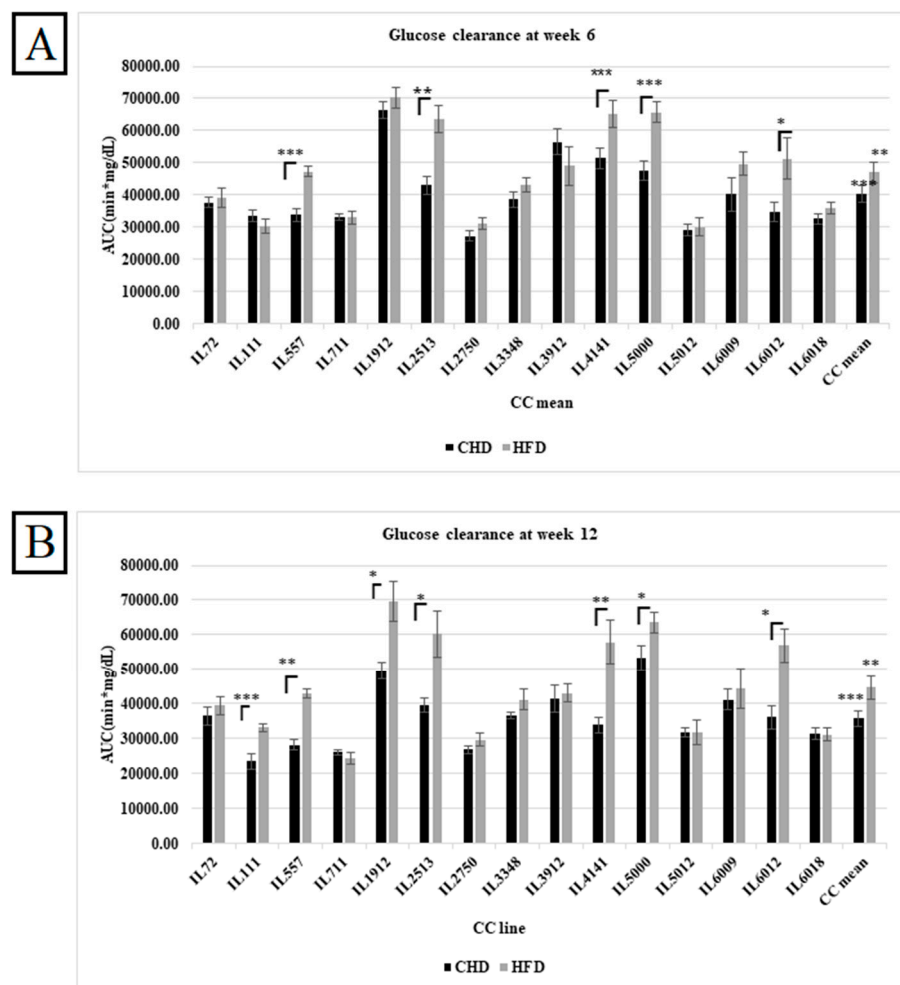 A
Glucose clearance at week 6
AUC(min*mg/dL)
80000.00
70000.00
60000.00
50000.00
40000.00
30000.00
20000.00
10000.00
0.00
***
**
***
***
*
***
**
IL72
IL111
IL557
IL711
IL1912
IL2513
IL2750
IL3348
IL3912
IL4141
IL5000
IL5012
IL6009
IL6012
IL6018
CC mean
CC mean
CHD HFD
B
Glucose clearance at week 12
AUC(min*mg/dL)
80000.00
70000.00
60000.00
50000.00
40000.00
30000.00
20000.00
10000.00
0.00
***
**
*
*
**
*
*
***
**
IL72
IL111
IL557
IL711
IL1912
IL2513
IL2750
IL3348
IL3912
IL4141
IL5000
IL5012
IL6009
IL6012
IL6018
CC mean
CC line
CHD HFD